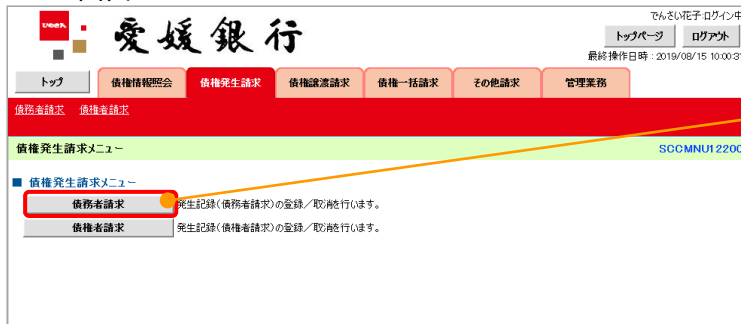 ひめぎん
愛媛銀行
でんさい花子:ログイン中
トップページ ログアウト
最終操作日時：2019/08/15 10:00:3
トップ 債権情報照会 債権発生請求 債権譲渡請求 債権一括請求 その他請求 管理業務
債務者請求 債権者請求
債権発生請求メニュー SCCMNU12200
■ 債権発生請求メニュー
債務者請求 発生記録(債務者請求)の登録／取消を行います。
債権者請求 発生記録(債権者請求)の登録／取消を行います。